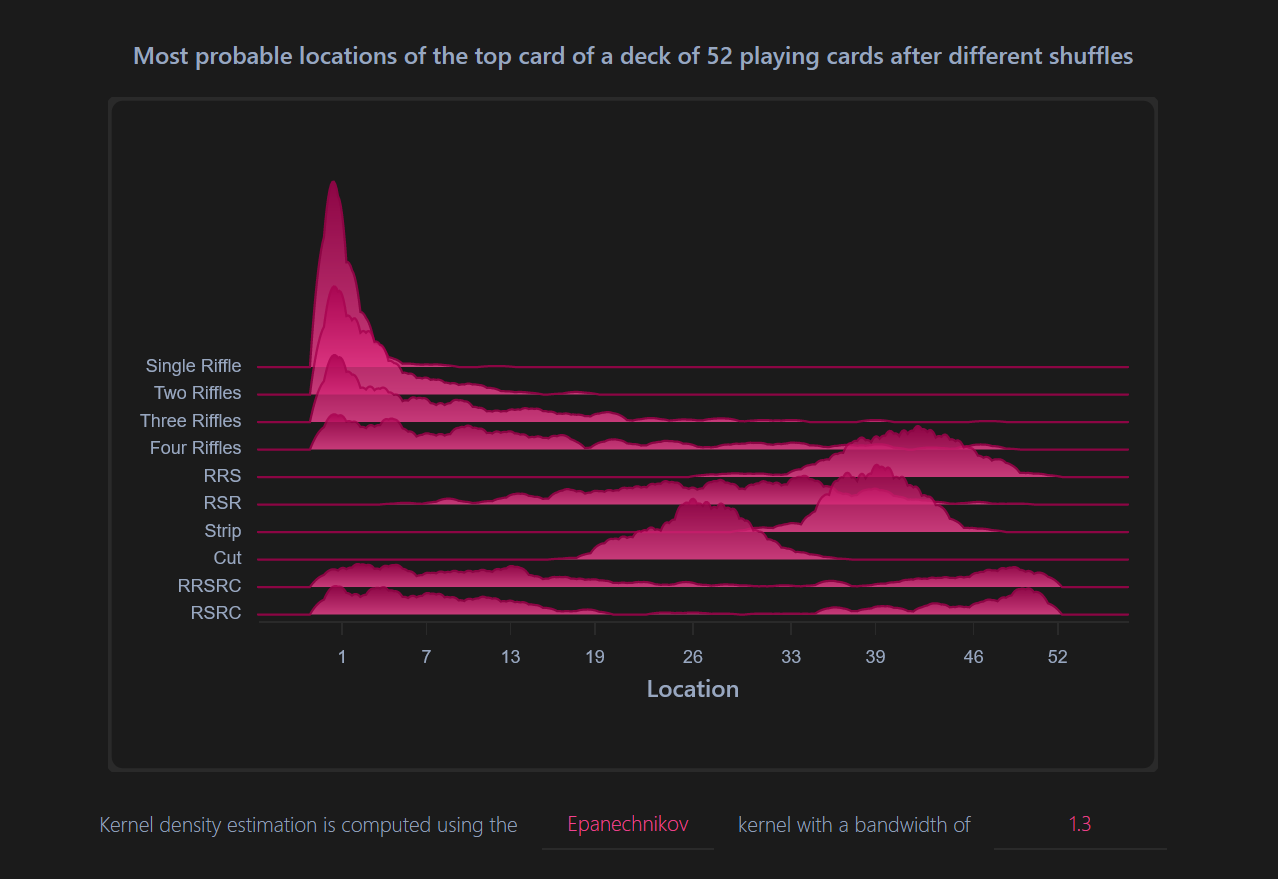 Most probable locations of the top card of a deck of 52 playing cards after different shuffles
Single Riffle
Two Riffles
Three Riffles
Four Riffles
RRS
RSR
Strip
Cut
RRSRC
RSRC
1 7 13 19 26 33 39 46 52
Location
Kernel density estimation is computed using the Epanechnikov kernel with a bandwidth of 1.3